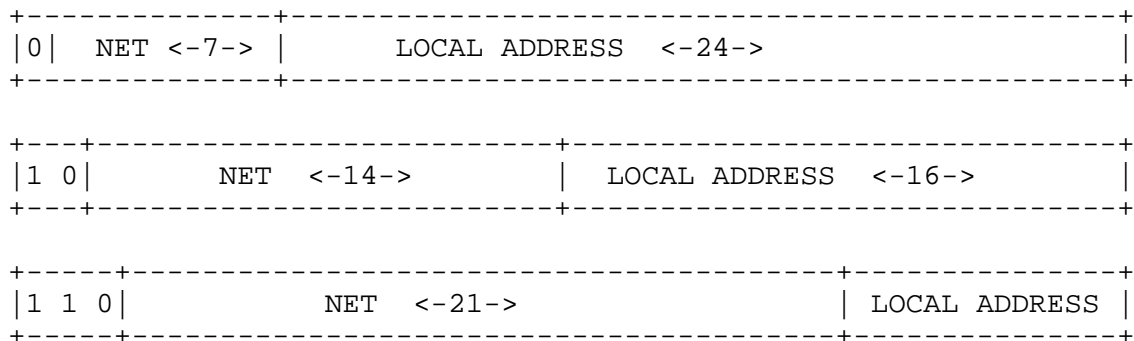 +--------------+-----------------------------------------------+
|0| NET <-7-> | LOCAL ADDRESS <-24-> |
+--------------+-----------------------------------------------+
+---+-------------------------+-------------------------------+
|1 0| NET <-14-> | LOCAL ADDRESS <-16-> |
+---+-------------------------+-------------------------------+
+-----+---------------------------------------+---------------+
|1 1 0| NET <-21-> | LOCAL ADDRESS |
+-----+---------------------------------------+---------------+